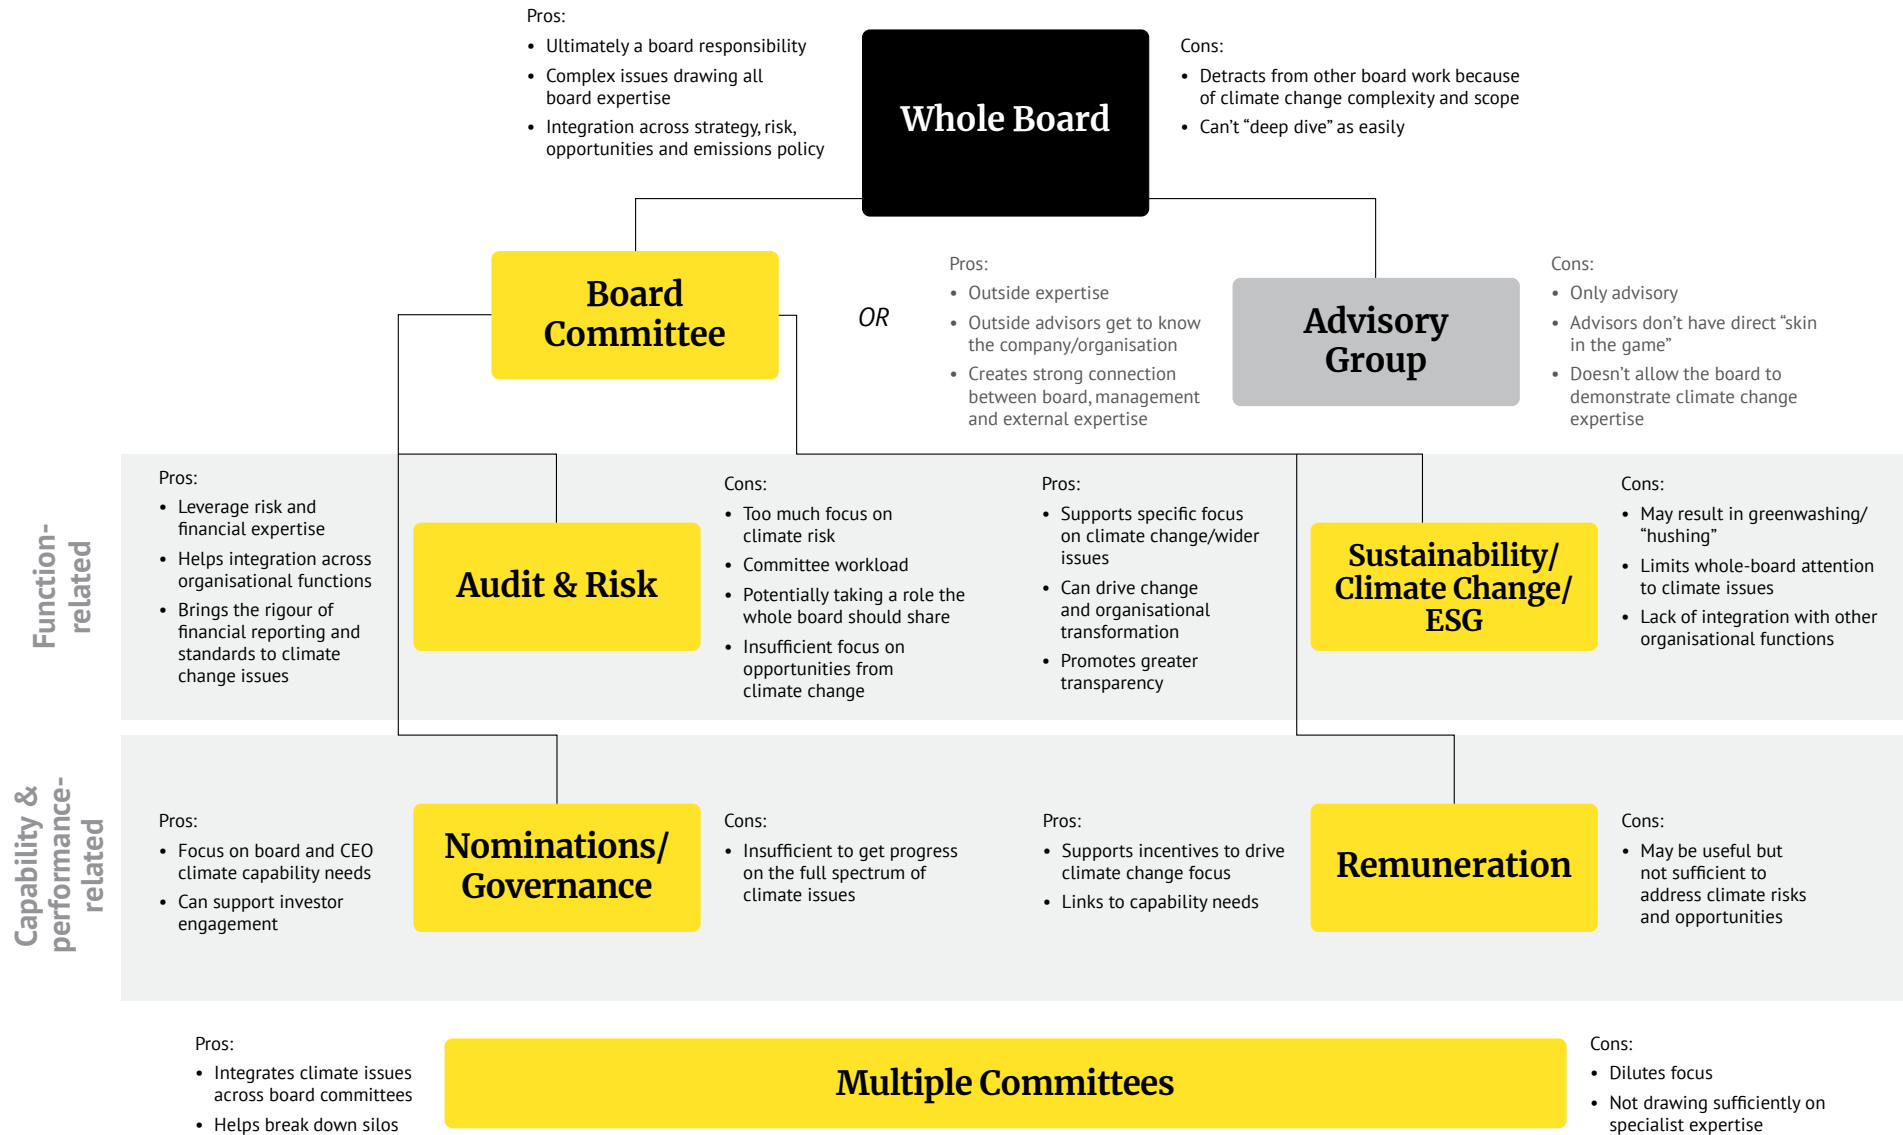 Pros:
• Ultimately a board responsibility
• Complex issues drawing all
board expertise
• Integration across strategy, risk,
opportunities and emissions policy
Whole Board
Cons:
• Detracts from other board work because
of climate change complexity and scope
• Can't “deep dive” as easily
Board
Committee
OR
Pros:
• Outside expertise
• Outside advisors get to know
the company/organisation
• Creates strong connection
between board, management
and external expertise
Advisory
Group
Cons:
• Only advisory
• Advisors don't have direct “skin
in the game”
• Doesn't allow the board to
demonstrate climate change
expertise
Function-
related
Pros:
• Leverage risk and
financial expertise
• Helps integration across
organisational functions
• Brings the rigour of
financial reporting and
standards to climate
change issues
Audit & Risk
Cons:
• Too much focus on
climate risk
• Committee workload
• Potentially taking a role the
whole board should share
• Insufficient focus on
opportunities from
climate change
Pros:
• Supports specific focus
on climate change/wider
issues
• Can drive change
and organisational
transformation
• Promotes greater
transparency
Sustainability/
Climate Change/
ESG
Cons:
• May result in greenwashing/
“hushing”
• Limits whole-board attention
to climate issues
• Lack of integration with other
organisational functions
Capability &
performance-
related
Pros:
• Focus on board and CEO
climate capability needs
• Can support investor
engagement
Nominations/
Governance
Cons:
• Insufficient to get progress
on the full spectrum of
climate issues
Pros:
• Supports incentives to drive
climate change focus
• Links to capability needs
Remuneration
Cons:
• May be useful but
not sufficient to
address climate risks
and opportunities
Pros:
• Integrates climate issues
across board committees
• Helps break down silos
Multiple Committees
Cons:
• Dilutes focus
• Not drawing sufficiently on
specialist expertise